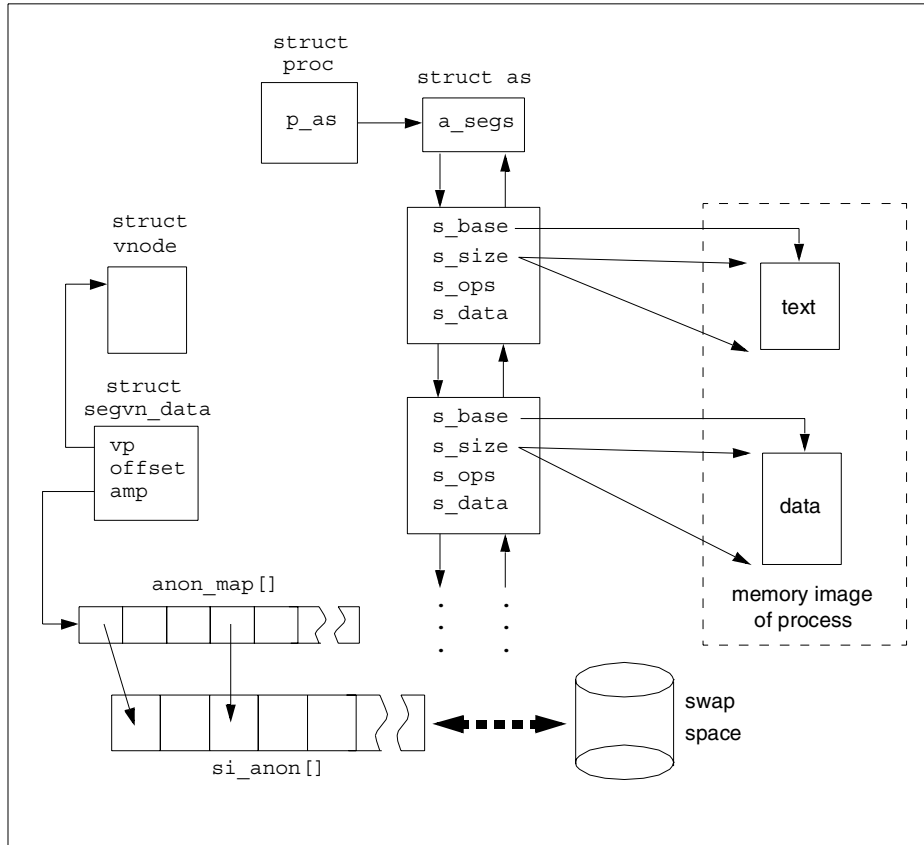 struct
proc
p_as
struct as
a_segs
s_base
s_size
s_ops
s_data
text
struct
vnode
struct
segvn_data
vp
offset
amp
s_base
s_size
s_ops
s_data
data
memory image
of process
anon_map[]
si_anon[]
swap
space